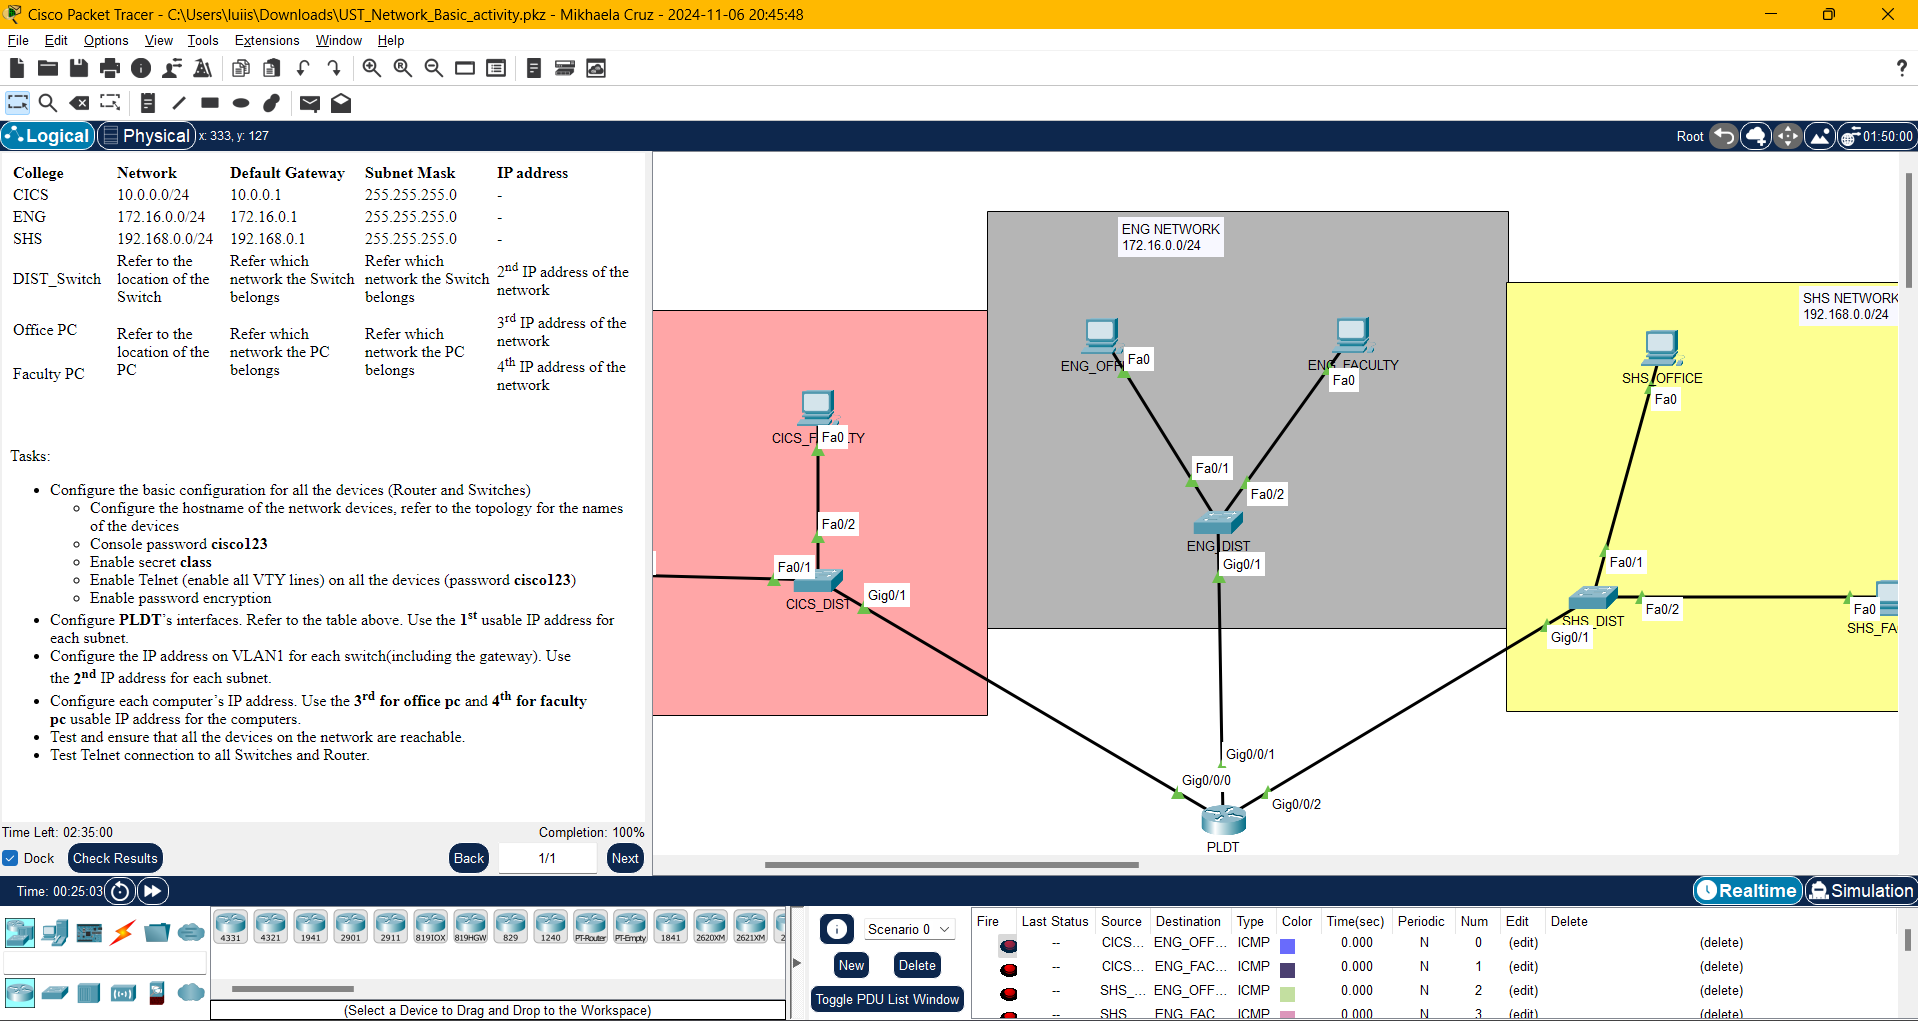 Cisco Packet Tracer - C:\Users\luiis\Downloads\UST_Network_Basic_activity.pkz - Mikhaela Cruz - 2024-11-06 20:45:48
File Edit Options View Tools Extensions Window Help
Logical Physical x: 333, y: 127 Root 01:50:00
College Network Default Gateway Subnet Mask IP address
CICS 10.0.0.0/24 10.0.0.1 255.255.255.0 -
ENG 172.16.0.0/24 172.16.0.1 255.255.255.0 -
SHS 192.168.0.0/24 192.168.0.1 255.255.255.0 -
DIST_Switch
Refer to the
location of the
Switch
Refer which
network the Switch
belongs
Refer which
network the Switch
belongs
2nd IP address of the
network
Office PC
Faculty PC
Refer to the
location of the
PC
Refer which
network the PC
belongs
Refer which
network the PC
belongs
3rd IP address of the
network
4th IP address of the
network
Tasks:
• Configure the basic configuration for all the devices (Router and Switches)
◦ Configure the hostname of the network devices, refer to the topology for the names
of the devices
◦ Console password cisco123
◦ Enable secret class
◦ Enable Telnet (enable all VTY lines) on all the devices (password cisco123)
◦ Enable password encryption
• Configure PLDT's interfaces. Refer to the table above. Use the 1st usable IP address for
each subnet.
• Configure the IP address on VLAN1 for each switch(including the gateway). Use
the 2nd IP address for each subnet.
• Configure each computer's IP address. Use the 3rd for office pc and 4th for faculty
pc usable IP address for the computers.
• Test and ensure that all the devices on the network are reachable.
• Test Telnet connection to all Switches and Router.
Time Left: 02:35:00 Completion: 100%
Dock Check Results Back 1/1 Next
ENG NETWORK
172.16.0.0/24
SHS NETWORK
192.168.0.0/24
ENG_OFF Fa0
ENG_FACULTY
Fa0
SHS_OFFICE
Fa0
CICS_F Fa0 TY
Fa0/1
Fa0/2
Fa0/2
ENG_DIST
Gig0/1
Fa0/1
Fa0/1
CICS_DIST
Gig0/1
SHS_DIST
Gig0/1
Fa0/2
Fa0
SHS_FA
Gig0/0/1
Gig0/0/0
Gig0/0/2
PLDT
Time: 00:25:03 Realtime Simulation
4331 4321 1941 2901 2911 819IOX 819HGW 829 1240 PT-Router PT-Empty 1841 2620XM 2621XM 2
(Select a Device to Drag and Drop to the Workspace)
Scenario 0
New Delete
Toggle PDU List Window
Fire Last Status Source Destination Type Color Time(sec) Periodic Num Edit Delete
-- CICS... ENG_OFF... ICMP 0.000 N 0 (edit) (delete)
-- CICS... ENG_FAC... ICMP 0.000 N 1 (edit) (delete)
-- SHS_... ENG_OFF... ICMP 0.000 N 2 (edit) (delete)
-- SHS_... ENG_FAC... ICMP 0.000 N 3 (edit) (delete)